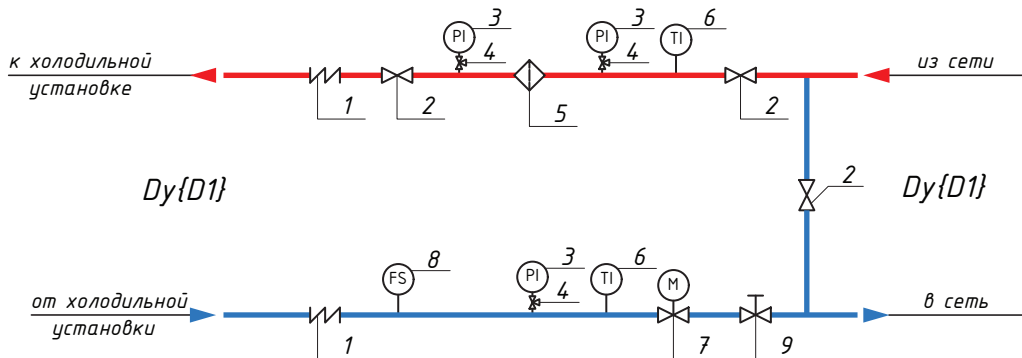 3 3 6
PI 4 PI 4 TI
к холодильной
установке
из сети
1 2 5 2
2
Dy{D1} Dy{D1}
8 3 6
FS PI 4 TI M
от холодильной
установки
в сеть
1 7 9